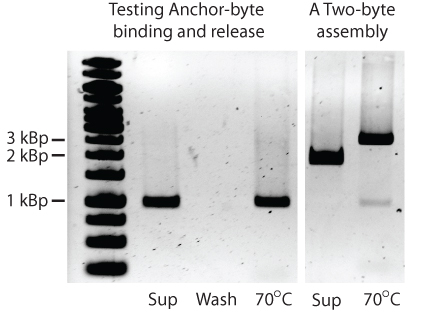 Testing Anchor-byte
binding and release
A Two-byte
assembly
3 kBp
2 kBp
1 kBp
Sup Wash 70°C Sup 70°C